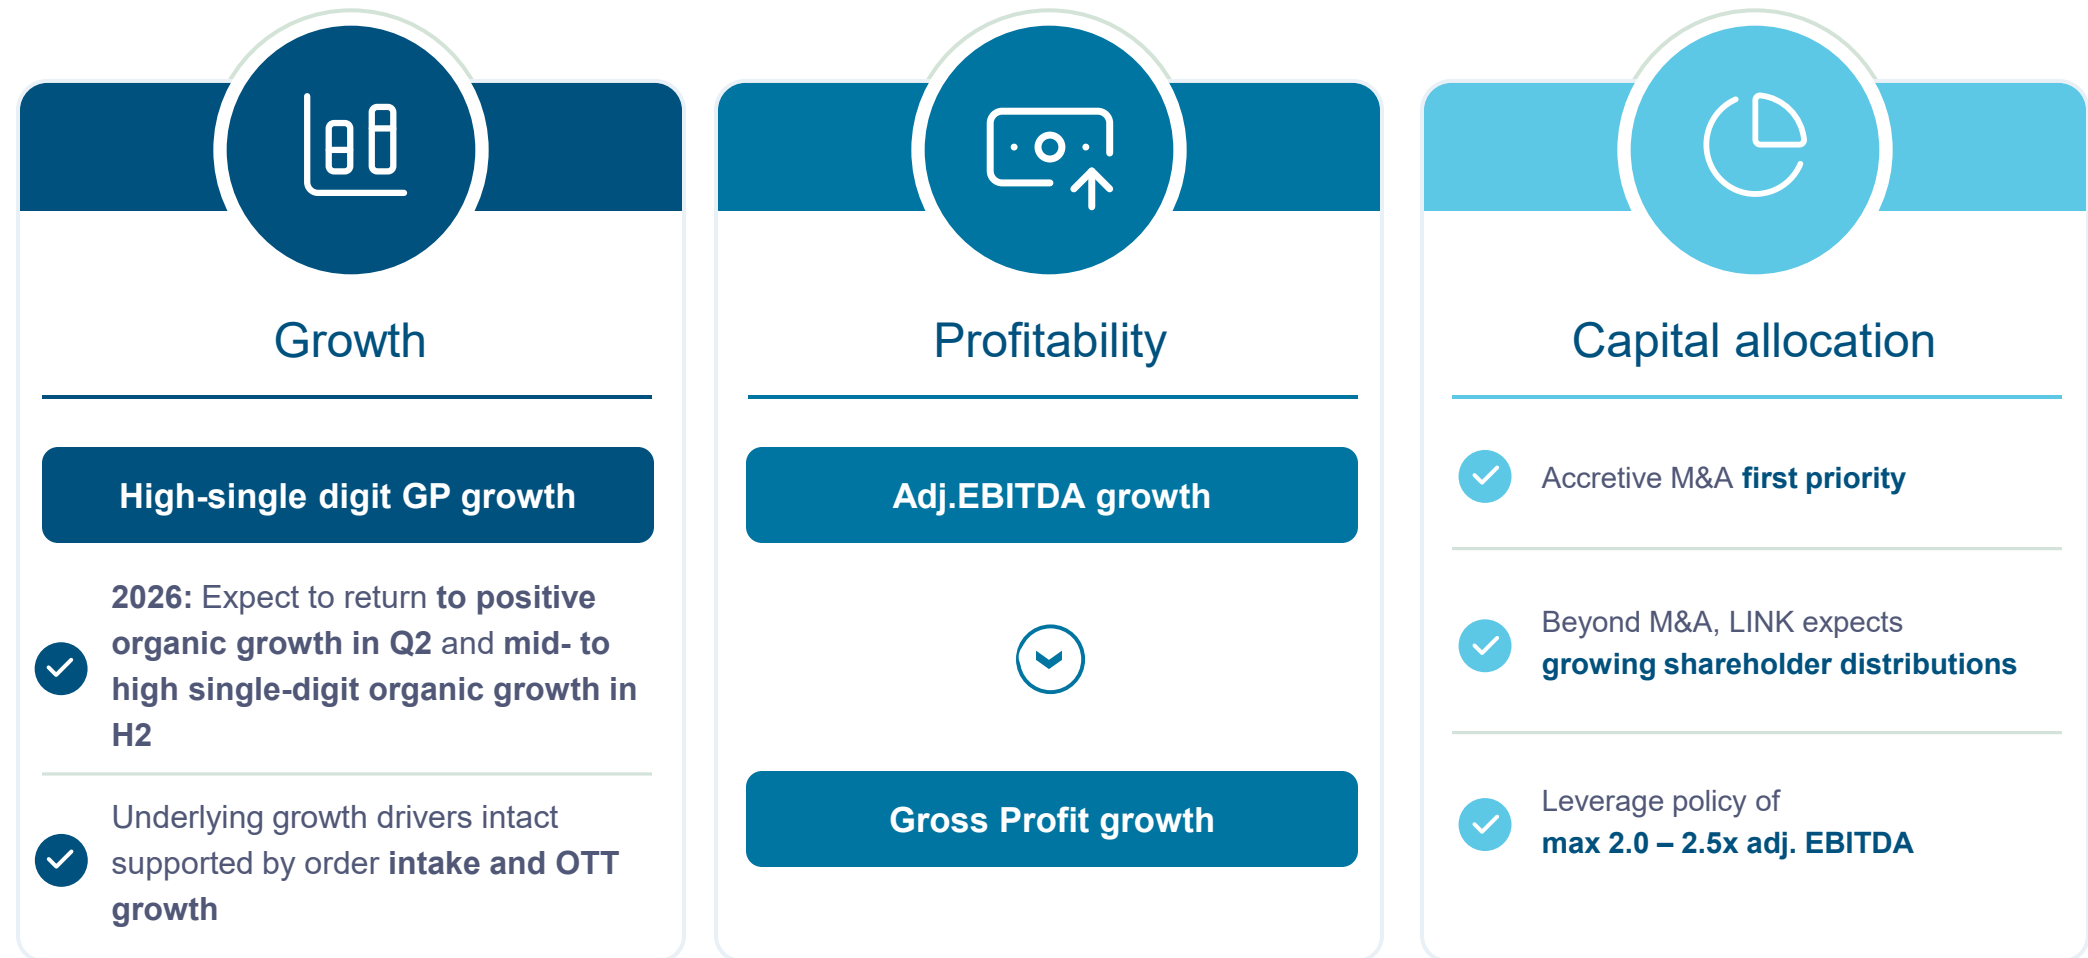 Growth
High-single digit GP growth
2026: Expect to return to positive
organic growth in Q2 and mid- to
high single-digit organic growth in
H2
Underlying growth drivers intact
supported by order intake and OTT
growth
Profitability
Adj.EBITDA growth
Gross Profit growth
Capital allocation
Accretive M&A first priority
Beyond M&A, LINK expects
growing shareholder distributions
Leverage policy of
max 2.0 – 2.5x adj. EBITDA